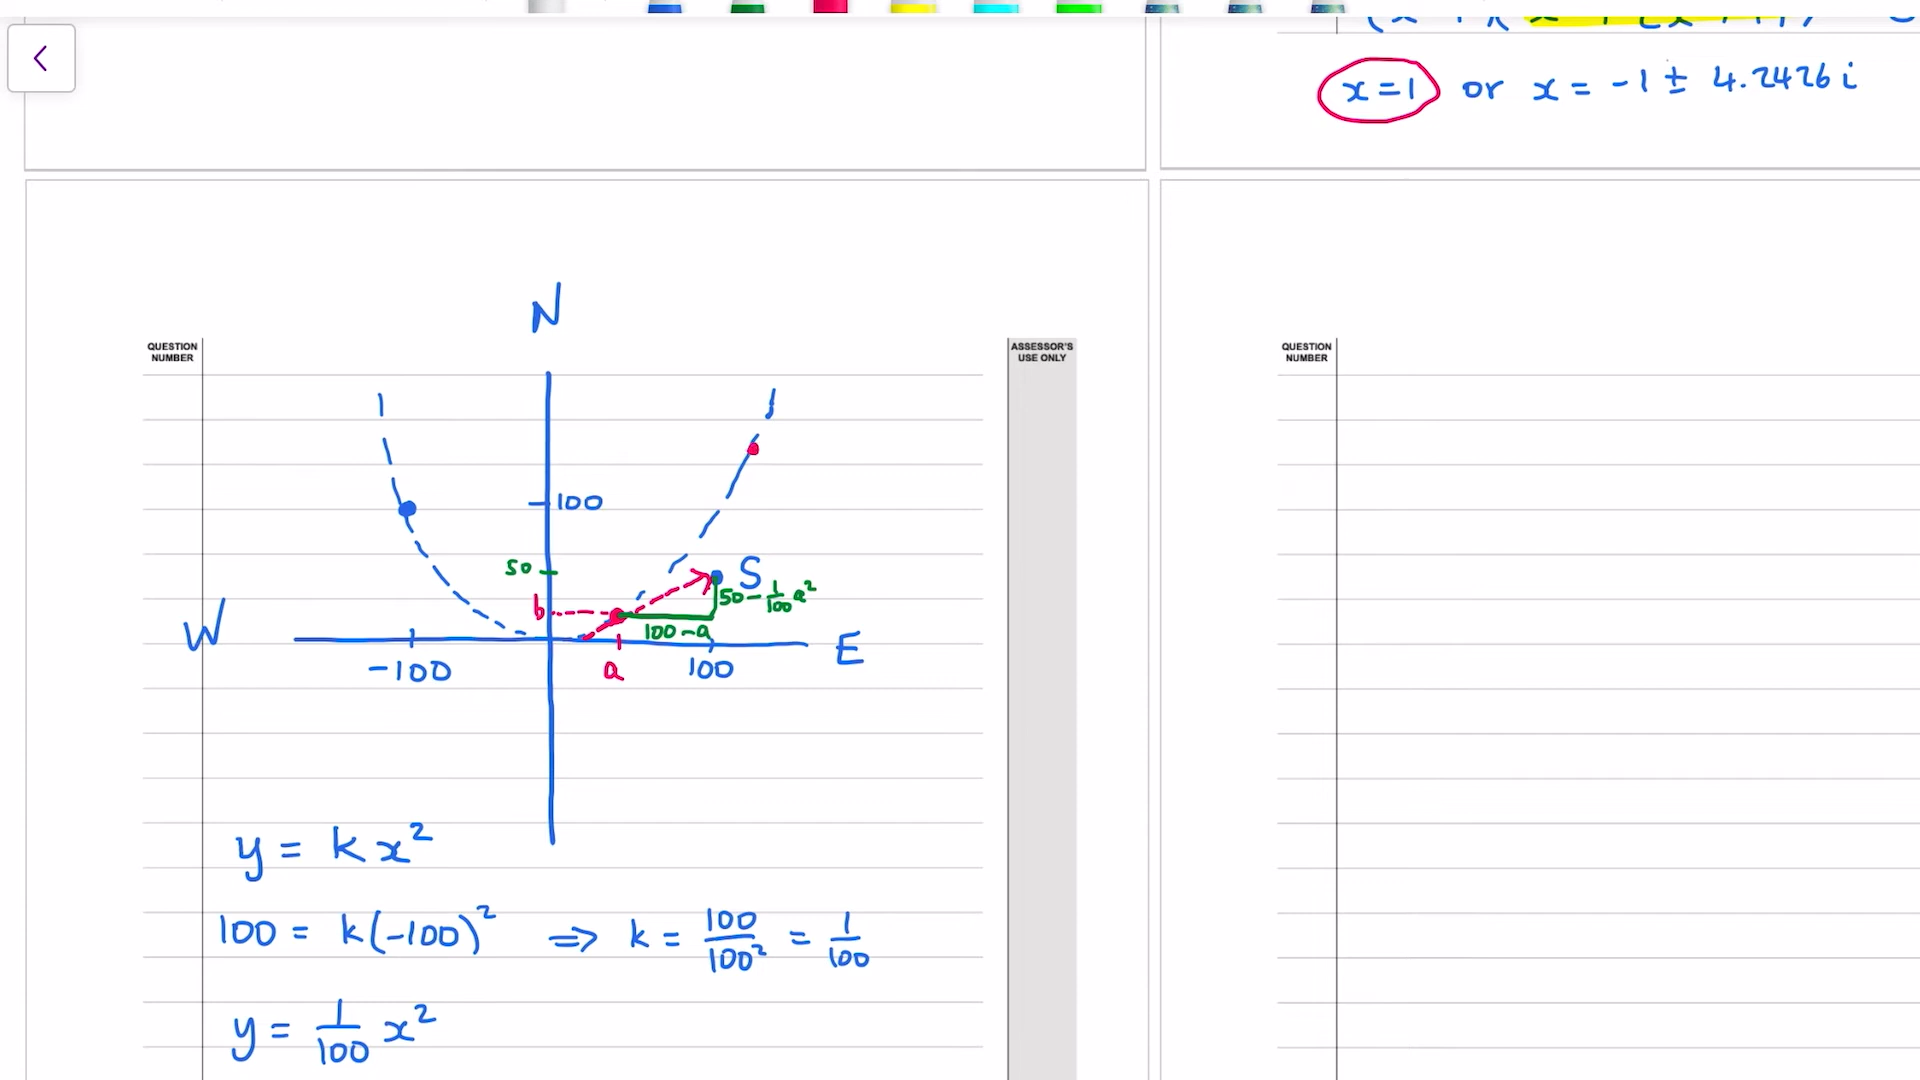 x = 1 or x = -1 ± 4.2426 i
N
QUESTION NUMBER
ASSESSOR'S USE ONLY
100
50
S
50 - 1/100 a²
b
100 - a
W
E
-100
a
100
y = k x²
100 = k(-100)² ⇒ k = 100/100² = 1/100
y = 1/100 x²
QUESTION NUMBER